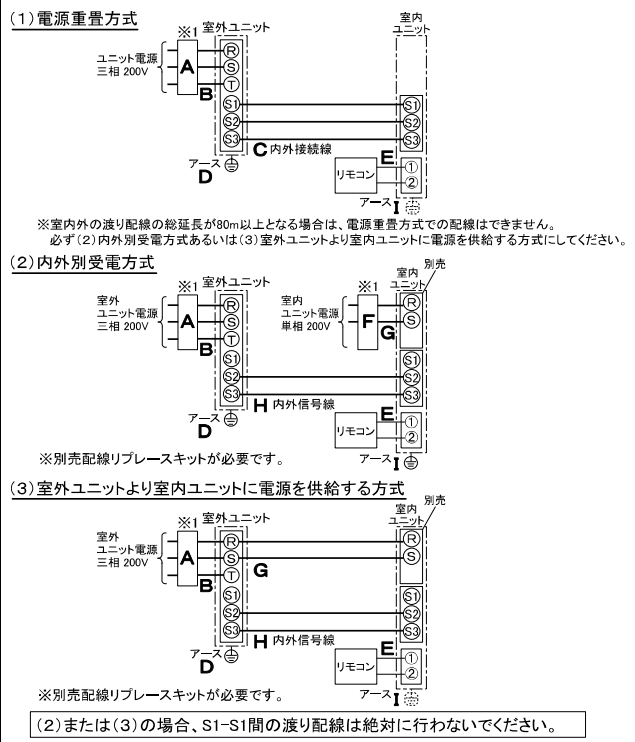 (1)電源重畳方式
※1
室外ユニット
室内
ユニット
ユニット電源
三相 200V
A
B
R
S
T
S1
S2
S3
S1
S2
S3
C 内外接続線
アース
D
リモコン
E
①
②
アース I
※室内外の渡り配線の総延長が80m以上となる場合は、電源重畳方式での配線はできません。
必ず(2)内外別受電方式あるいは(3)室外ユニットより室内ユニットに電源を供給する方式にしてください。
(2)内外別受電方式
※1
室外ユニット
※1
室内
ユニット
別売
室外
ユニット電源
三相 200V
A
B
R
S
T
S1
S2
S3
室内
ユニット電源
単相 200V
F
G
R
S
S1
S2
S3
H 内外信号線
アース
D
リモコン
E
①
②
アース I
※別売配線リプレースキットが必要です。
(3)室外ユニットより室内ユニットに電源を供給する方式
※1
室外ユニット
室内
ユニット
別売
室外
ユニット電源
三相 200V
A
B
R
S
T
S1
S2
S3
G
R
S
S1
S2
S3
H 内外信号線
アース
D
リモコン
E
①
②
アース I
※別売配線リプレースキットが必要です。
(2)または(3)の場合、S1-S1間の渡り配線は絶対に行わないでください。